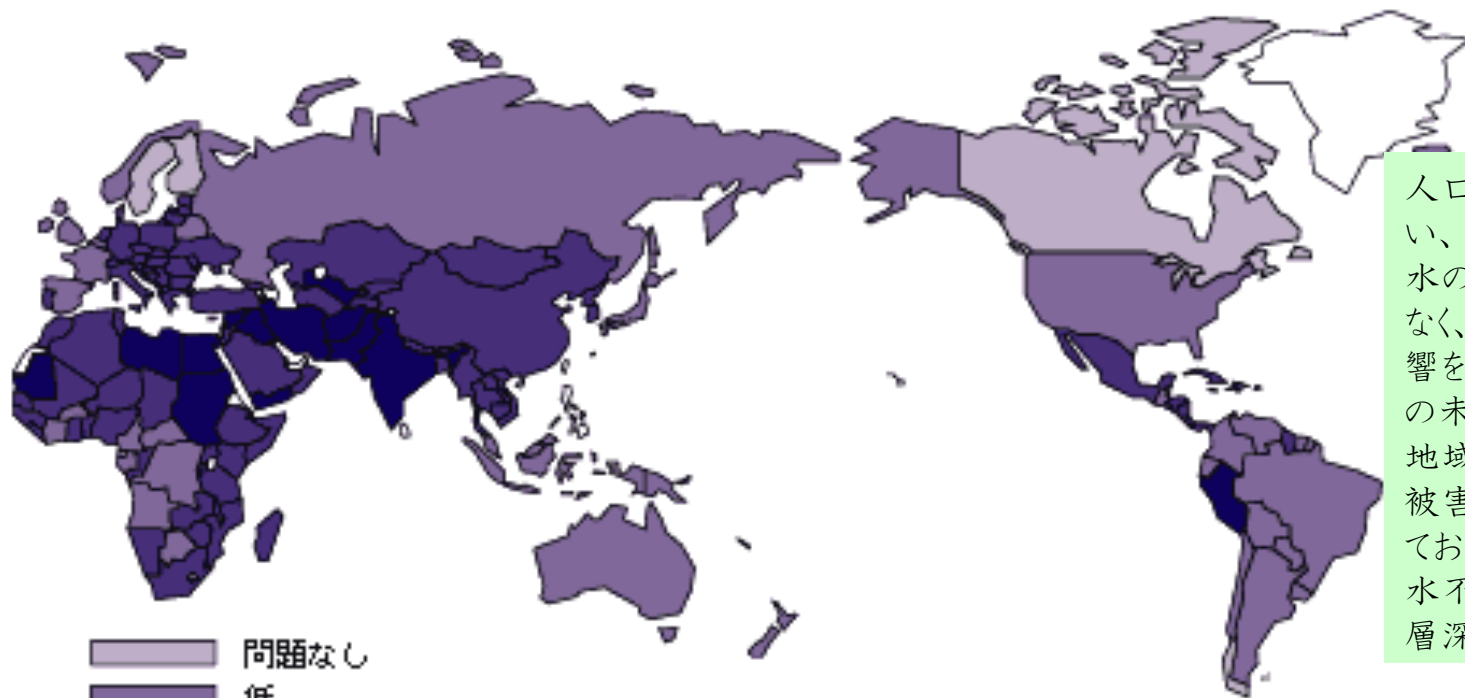 人口
い、
水の
なく、
響を
の未
地域
被害
てお
水不
層深
問題なし
低